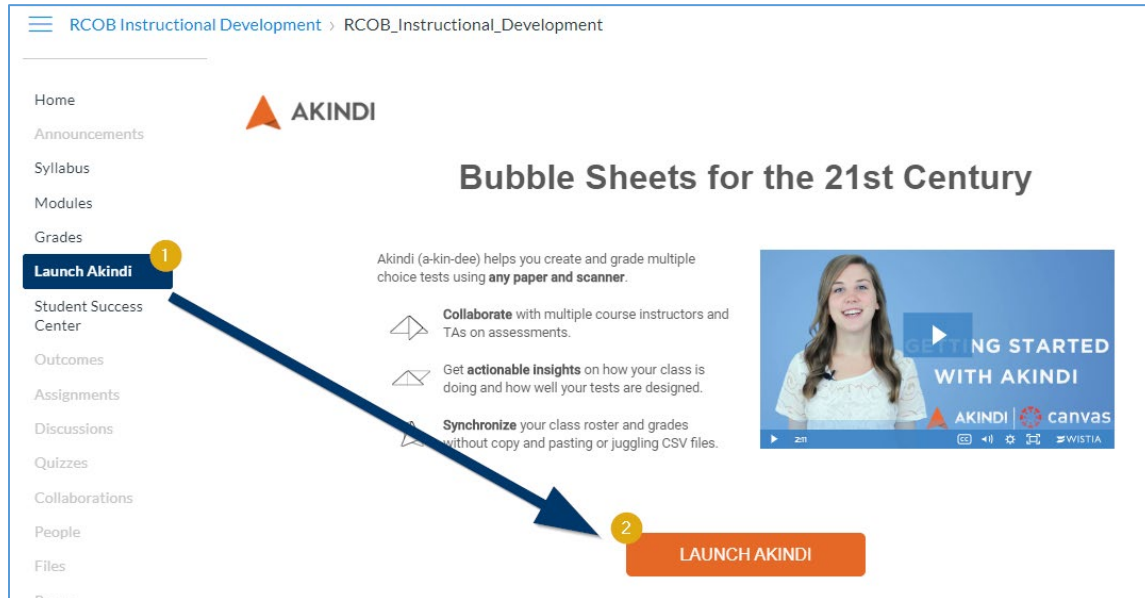 RCOB Instructional Development › RCOB_Instructional_Development
Home
Announcements
Syllabus
Modules
Grades
1
Launch Akindi
Student Success
Center
Outcomes
Assignments
Discussions
Quizzes
Collaborations
People
Files
AKINDI
Bubble Sheets for the 21st Century
Akindi (a-kin-dee) helps you create and grade multiple
choice tests using any paper and scanner.
Collaborate with multiple course instructors and
TAs on assessments.
Get actionable insights on how your class is
doing and how well your tests are designed.
Synchronize your class roster and grades
without copy and pasting or juggling CSV files.
GETTING STARTED
WITH AKINDI
AKINDI | canvas
2:11 CC WISTIA
2
LAUNCH AKINDI